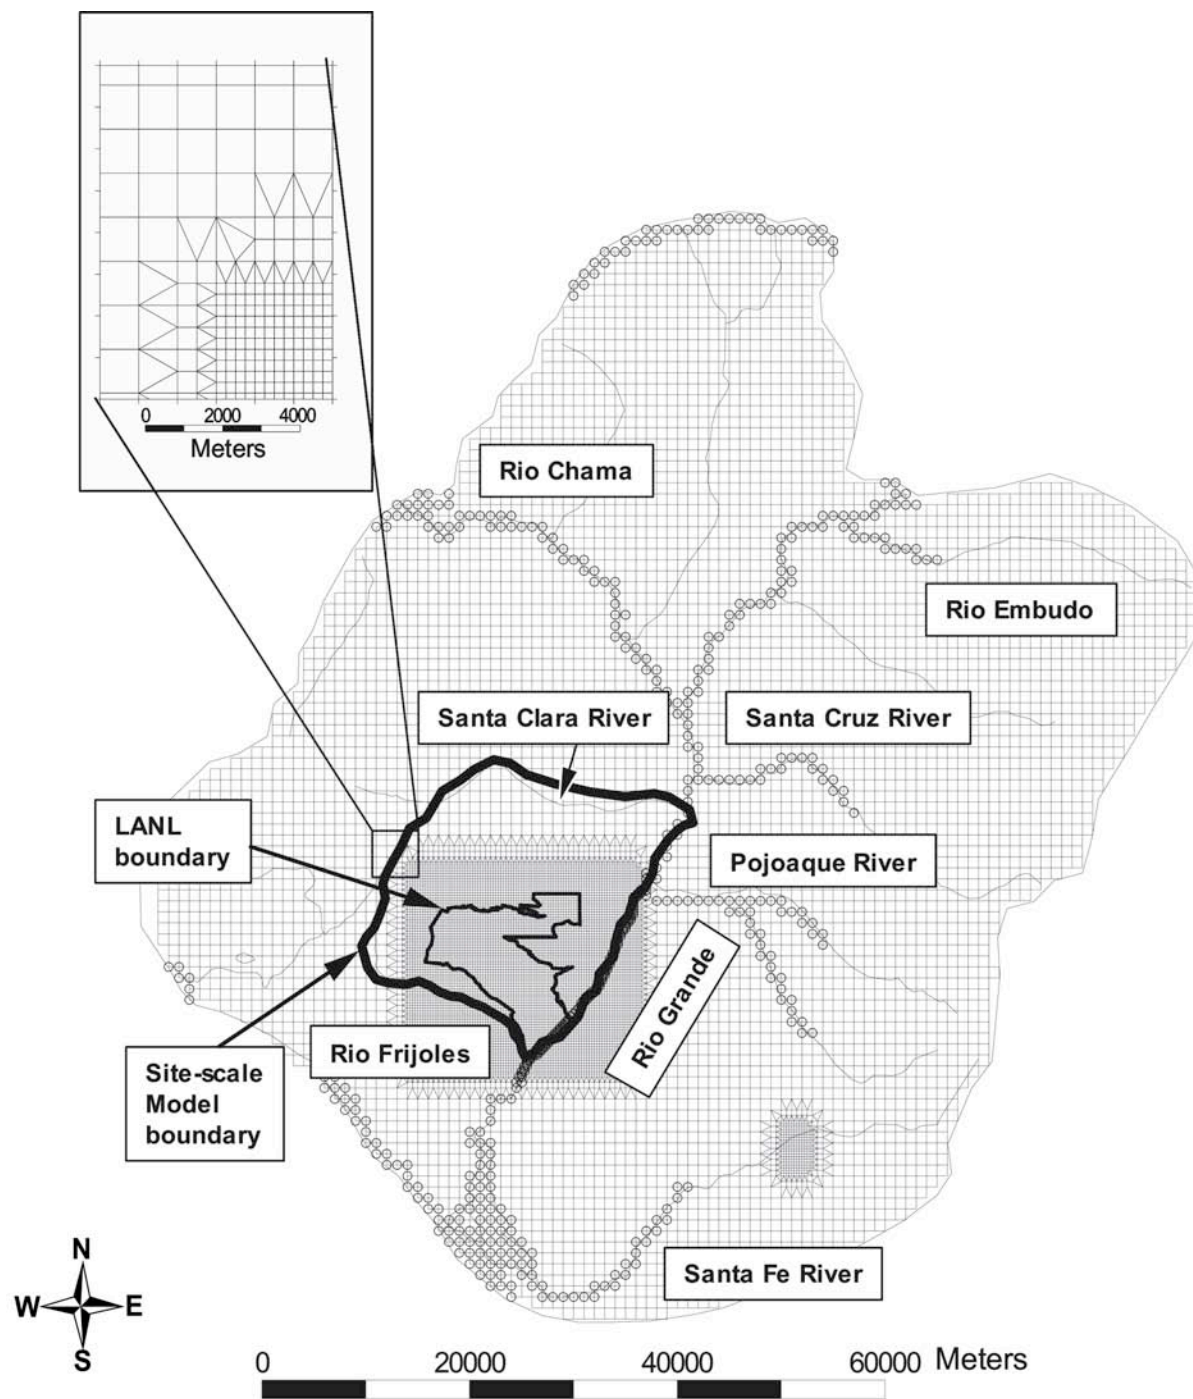 0 2000 4000
Meters
Rio Chama
Rio Embudo
Santa Clara River
Santa Cruz River
LANL
boundary
Pojoaque River
Rio Grande
Rio Frijoles
Site-scale
Model
boundary
Santa Fe River
N
W E
S
0 20000 40000 60000 Meters